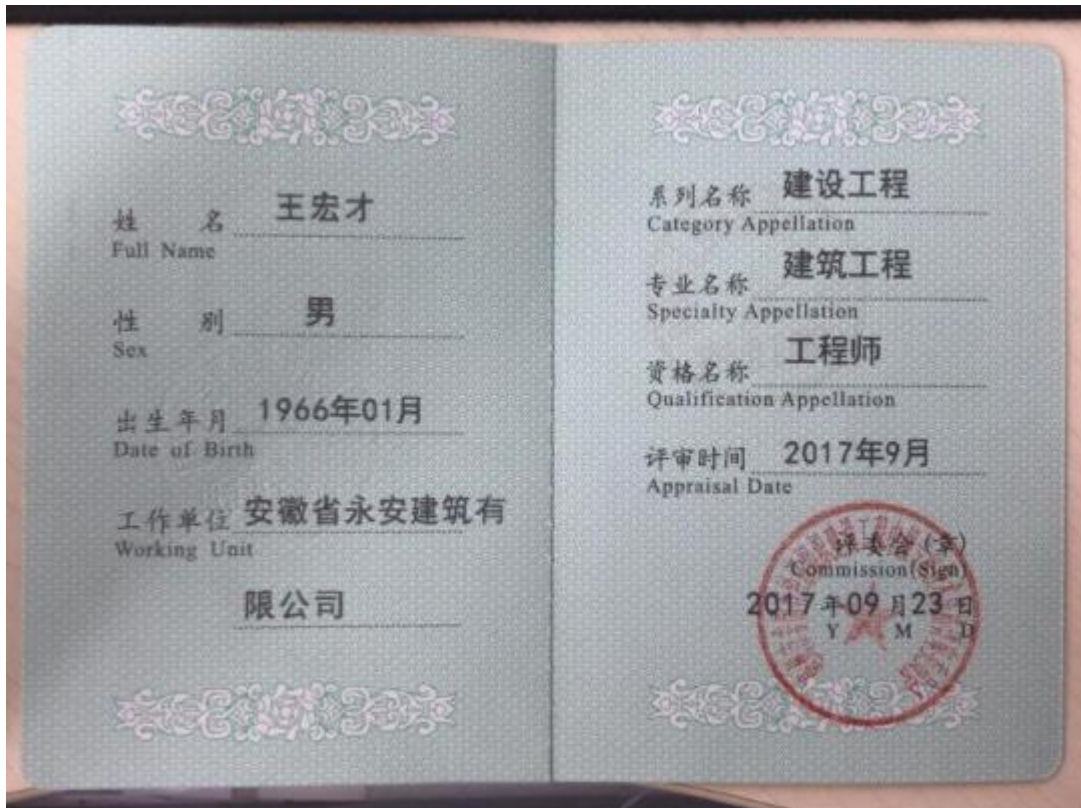 姓 名 王宏才
Full Name
性 别 男
Sex
出生年月 1966年01月
Date of Birth
工作单位 安徽省永安建筑有
Working Unit
限公司
系列名称 建设工程
Category Appellation
专业名称 建筑工程
Specialty Appellation
资格名称 工程师
Qualification Appellation
评审时间 2017年9月
Appraisal Date
评委会(章)
Commission(Sign)
2017年09月23日
Y M D